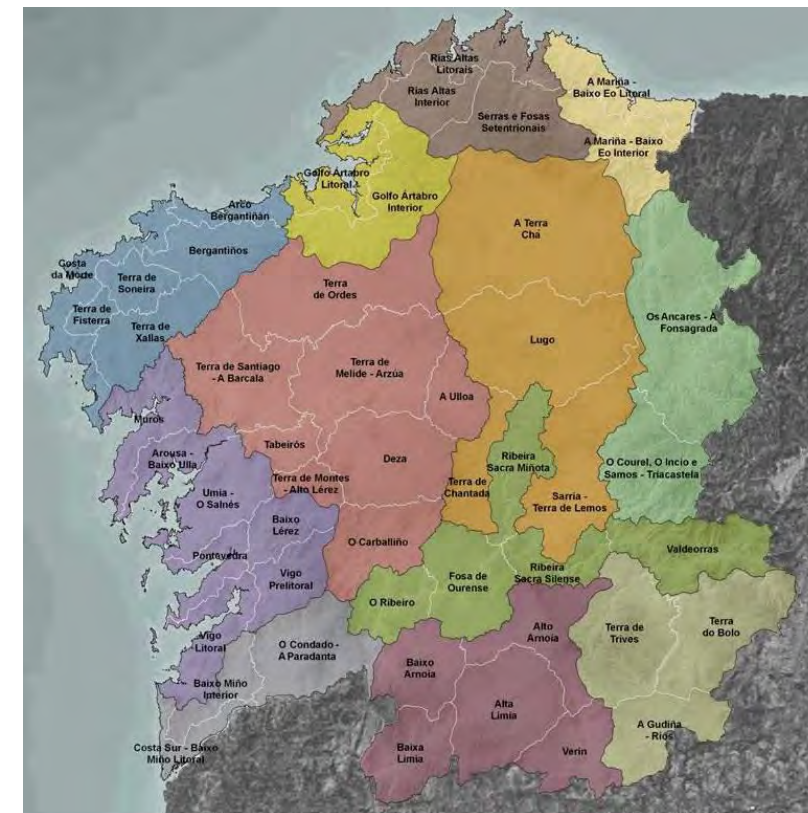 Rías Altas
Litorais
Rías Altas
Interior
Serras e Fosas
Setentrionais
A Mariña -
Baixo Eo Litoral
A Mariña - Baixo
Eo Interior
Golfo Ártabro
Litoral
Golfo Ártabro
Interior
A Terra
Chá
Arco
Bergantiñán
Bergantiños
Costa
da Morte
Terra de
Soneira
Terra de
Fisterra
Terra de
Xallas
Terra
de Ordes
Os Ancares - A
Fonsagrada
Lugo
Terra de Santiago
- A Barcala
Terra de
Melide - Arzúa
A Ulloa
Muros
Arousa -
Baixo Ulla
Tabeirós
Deza
Ribeira
Sacra Miñota
O Courel, O Incio e
Samos - Triacastela
Terra de Montes
- Alto Lérez
Terra de
Chantada
Sarria -
Terra de Lemos
Umia -
O Salnés
Baixo
Lérez
Pontevedra
O Carballiño
Valdeorras
Vigo
Prelitoral
Fosa de
Ourense
Ribeira
Sacra Silense
O Ribeiro
Vigo
Litoral
O Condado -
A Paradanta
Alto
Arnoia
Terra de
Trives
Terra
do Bolo
Baixo Miño
Interior
Baixo
Arnoia
Alta
Limia
A Gudiña
- Riós
Costa Sur - Baixo
Miño Litoral
Baixa
Limia
Verín